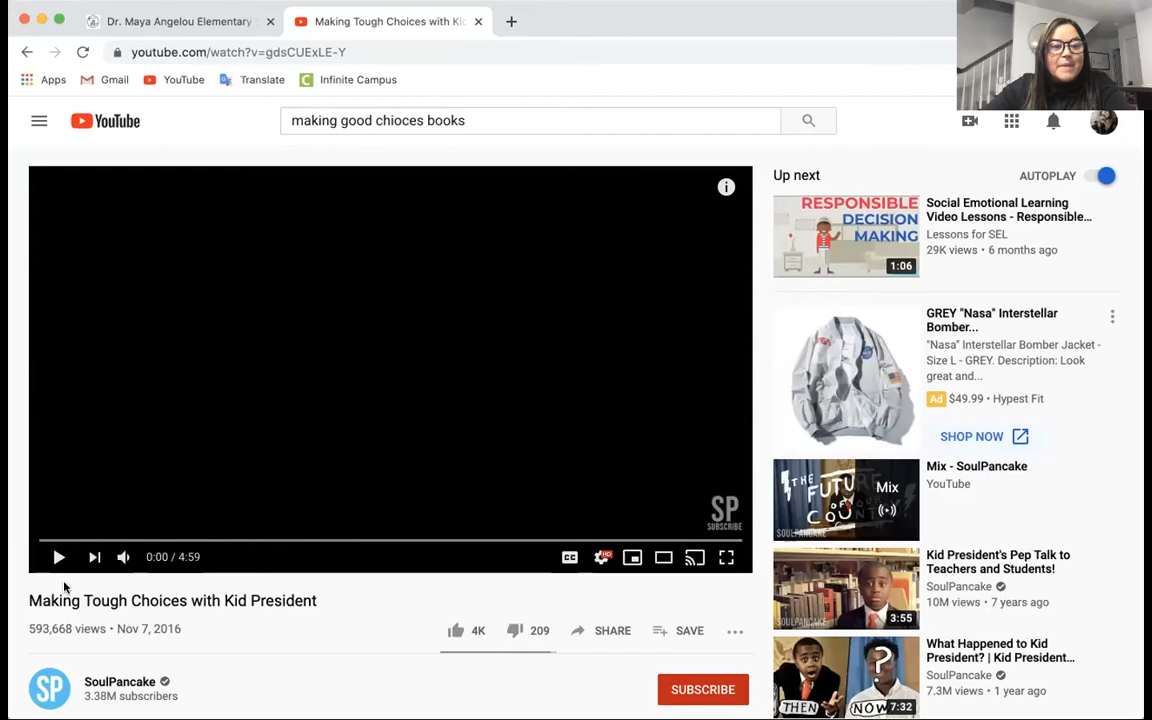 Dr. Maya Angelou Elementary
Making Tough Choices with Kid
youtube.com/watch?v=gdsCUExLE-Y
Apps
Gmail
YouTube
Translate
Infinite Campus
YouTube
making good chioces books
SP
SUBSCRIBE
0:00 / 4:59
CC
HD
Making Tough Choices with Kid President
593,668 views • Nov 7, 2016
4K
209
SHARE
SAVE
SP
SoulPancake
3.38M subscribers
SUBSCRIBE
Up next
AUTOPLAY
RESPONSIBLE
DECISION
MAKING
1:06
Social Emotional Learning
Video Lessons - Responsible...
Lessons for SEL
29K views • 6 months ago
GREY "Nasa" Interstellar
Bomber...
"Nasa" Interstellar Bomber Jacket -
Size L - GREY. Description: Look
great and...
Ad $49.99 • Hypest Fit
SHOP NOW
THE
FUTU
OF
COU
SOULPANCAKE
Mix
Mix - SoulPancake
YouTube
SOULPANCAKE
3:55
Kid President's Pep Talk to
Teachers and Students!
SoulPancake
10M views • 7 years ago
?
THEN
NOW
7:32
What Happened to Kid
President? | Kid President...
SoulPancake
7.3M views • 1 year ago